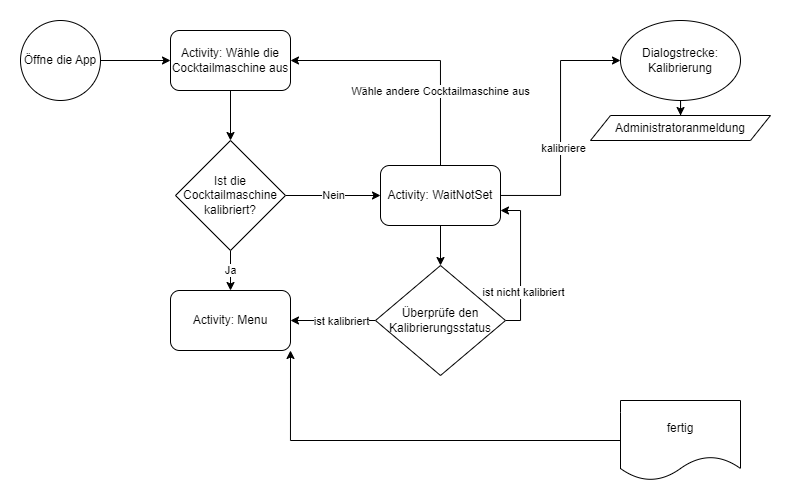 Öffne die App
Activity: Wähle die
Cocktailmaschine aus
Dialogstrecke:
Kalibrierung
Wähle andere Cocktailmaschine aus
Administratoranmeldung
kalibriere
Ist die
Cocktailmaschine
kalibriert?
Nein
Activity: WaitNotSet
Ja
ist nicht kalibriert
Activity: Menu
ist kalibriert
Überprüfe den
Kalibrierungsstatus
fertig